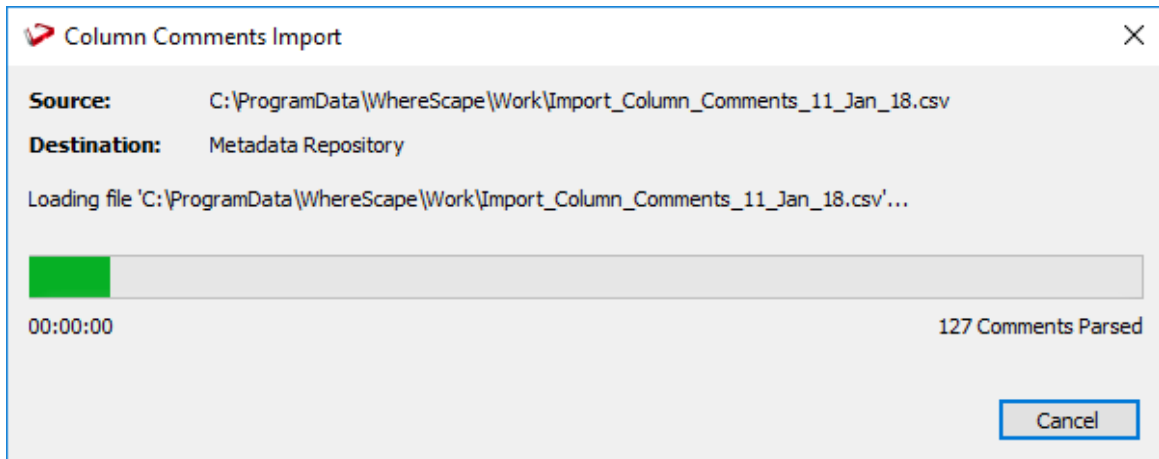 Column Comments Import
Source: C:\ProgramData\WhereScape\Work\Import_Column_Comments_11_Jan_18.csv
Destination: Metadata Repository
Loading file 'C:\ProgramData\WhereScape\Work\Import_Column_Comments_11_Jan_18.csv'...
00:00:00 127 Comments Parsed
Cancel